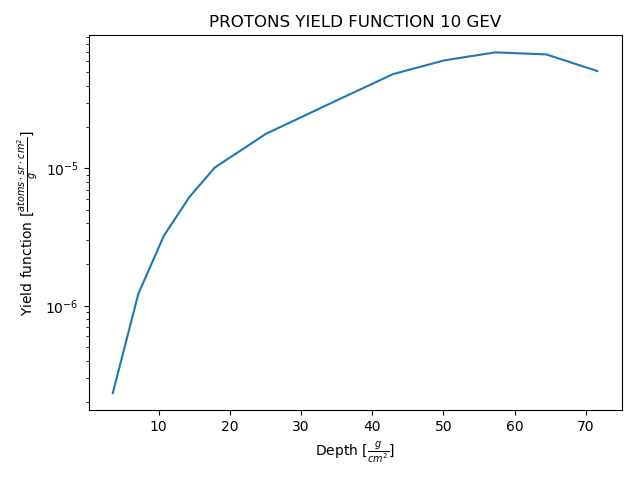 PROTONS YIELD FUNCTION 10 GEV
Yield function [atoms · sr · cm²/g]
10⁻⁵
10⁻⁶
10 20 30 40 50 60 70
Depth [g/cm²]